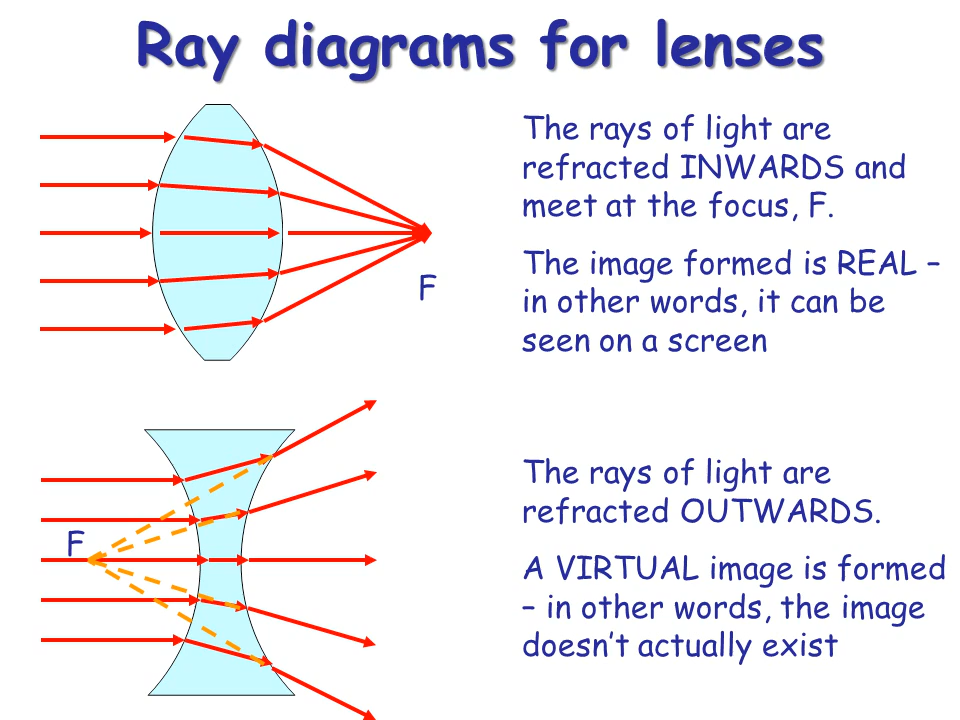 Ray diagrams for lenses
The rays of light are
refracted INWARDS and
meet at the focus, F.
The image formed is REAL –
in other words, it can be
seen on a screen
F
The rays of light are
refracted OUTWARDS.
A VIRTUAL image is formed
– in other words, the image
doesn’t actually exist
F